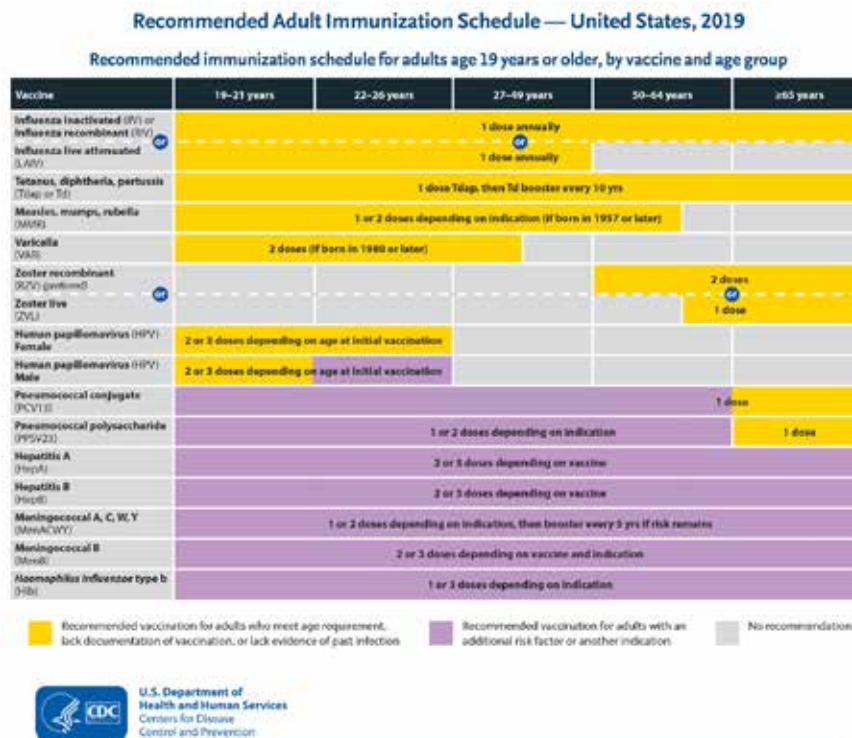 Recommended Adult Immunization Schedule — United States, 2019
Recommended immunization schedule for adults age 19 years or older, by vaccine and age group
Vaccine 19–21 years 22–26 years 27–49 years 50–64 years ≥65 years
Influenza inactivated (IIV) or
Influenza recombinant (RIV)
1 dose annually
or or
Influenza live attenuated
(LAIV)
1 dose annually
Tetanus, diphtheria, pertussis
(Tdap or Td)
1 dose Tdap, then Td booster every 10 yrs
Measles, mumps, rubella
(MMR)
1 or 2 doses depending on indication (if born in 1957 or later)
Varicella
(VAR)
2 doses (if born in 1980 or later)
Zoster recombinant
(RZV) (preferred)
2 doses
or or
Zoster live
(ZVL)
1 dose
Human papillomavirus (HPV)
Female
2 or 3 doses depending on age at initial vaccination
Human papillomavirus (HPV)
Male
2 or 3 doses depending on age at initial vaccination
Pneumococcal conjugate
(PCV13)
1 dose
Pneumococcal polysaccharide
(PPSV23)
1 or 2 doses depending on indication 1 dose
Hepatitis A
(HepA)
2 or 3 doses depending on vaccine
Hepatitis B
(HepB)
2 or 3 doses depending on vaccine
Meningococcal A, C, W, Y
(MenACWY)
1 or 2 doses depending on indication, then booster every 5 yrs if risk remains
Meningococcal B
(MenB)
2 or 3 doses depending on vaccine and indication
Haemophilus influenzae type b
(Hib)
1 or 3 doses depending on indication
Recommended vaccination for adults who meet age requirement,
lack documentation of vaccination, or lack evidence of past infection
Recommended vaccination for adults with an
additional risk factor or another indication
No recommendation
CDC
U.S. Department of
Health and Human Services
Centers for Disease
Control and Prevention